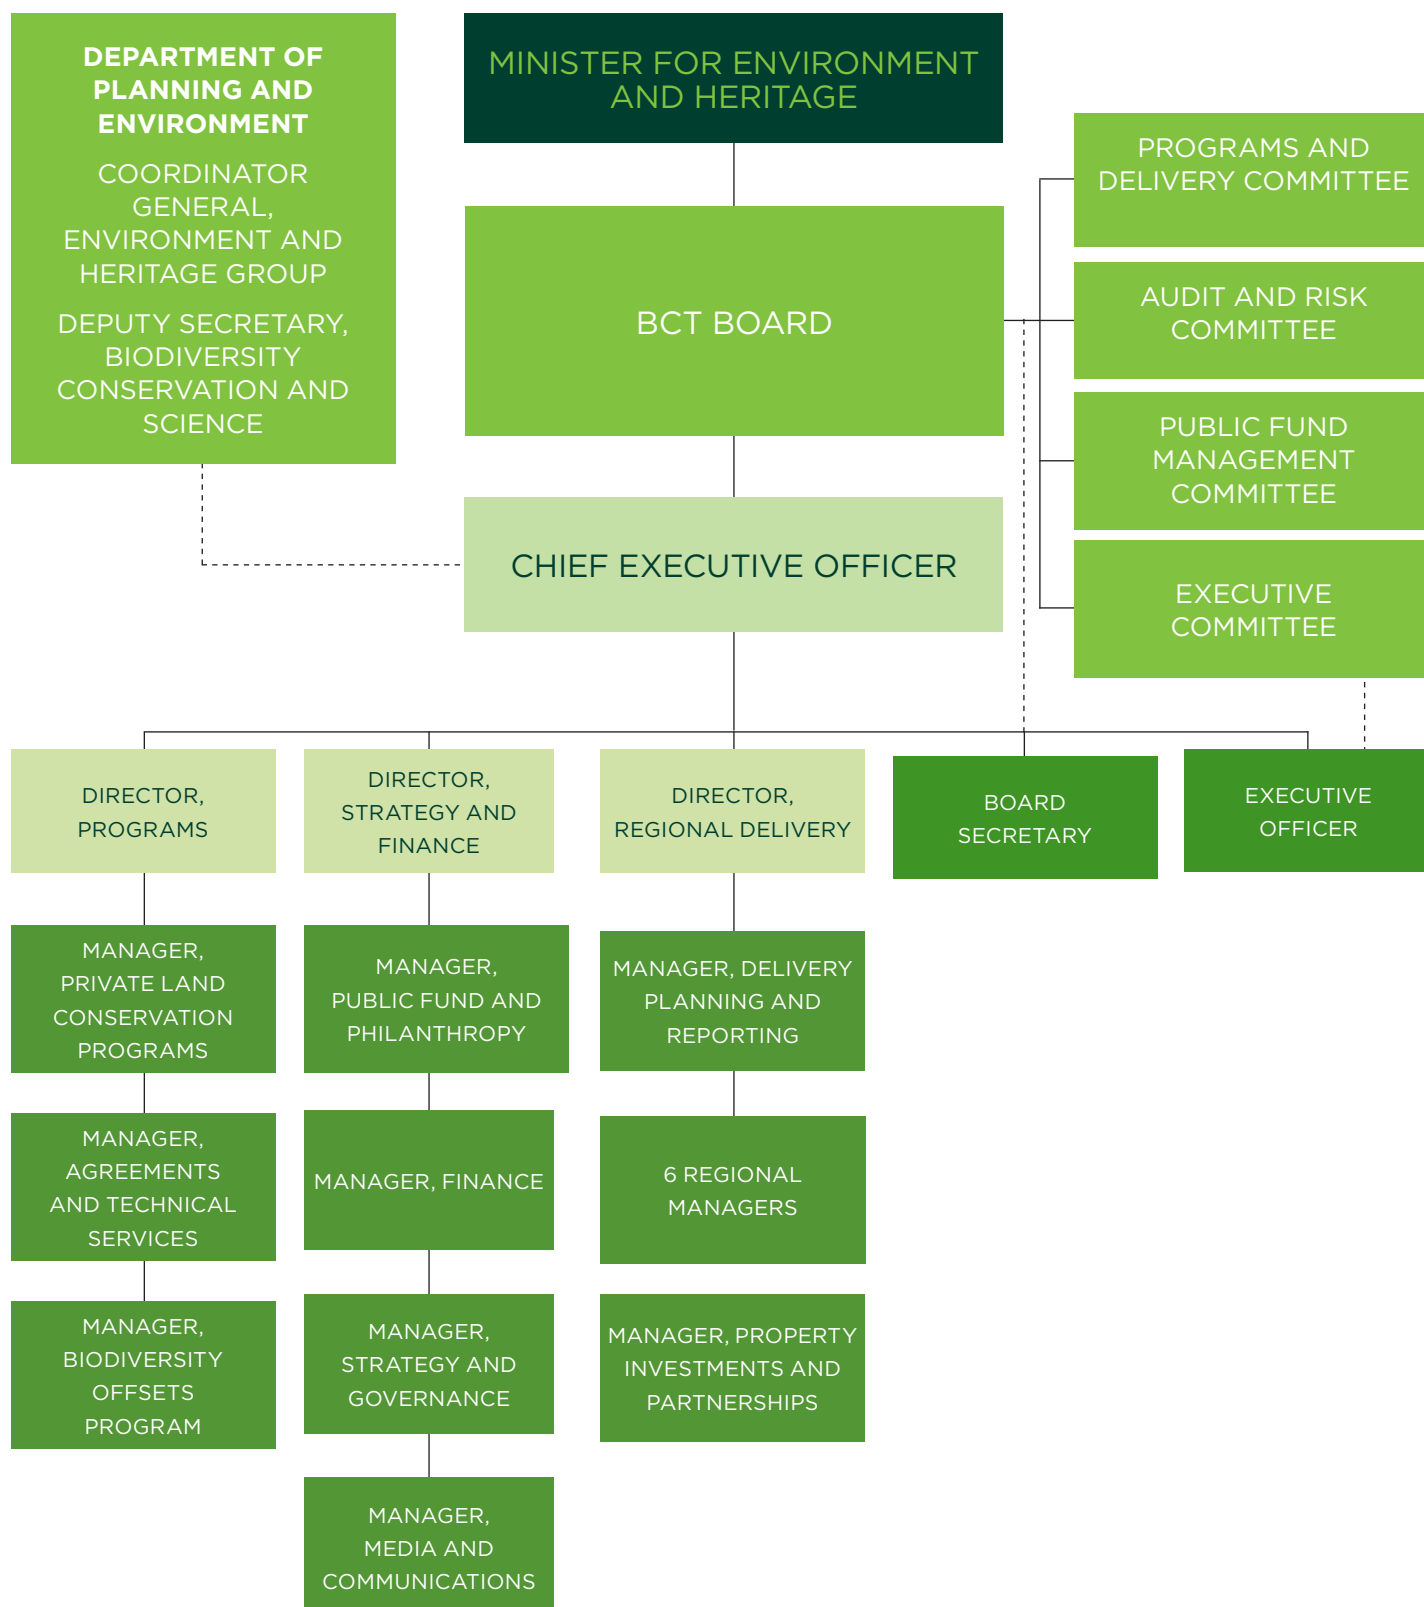 DEPARTMENT OF
PLANNING AND
ENVIRONMENT
COORDINATOR
GENERAL,
ENVIRONMENT AND
HERITAGE GROUP
DEPUTY SECRETARY,
BIODIVERSITY
CONSERVATION AND
SCIENCE
MINISTER FOR ENVIRONMENT
AND HERITAGE
BCT BOARD
PROGRAMS AND
DELIVERY COMMITTEE
AUDIT AND RISK
COMMITTEE
PUBLIC FUND
MANAGEMENT
COMMITTEE
EXECUTIVE
COMMITTEE
CHIEF EXECUTIVE OFFICER
DIRECTOR,
PROGRAMS
DIRECTOR,
STRATEGY AND
FINANCE
DIRECTOR,
REGIONAL DELIVERY
BOARD
SECRETARY
EXECUTIVE
OFFICER
MANAGER,
PRIVATE LAND
CONSERVATION
PROGRAMS
MANAGER,
AGREEMENTS
AND TECHNICAL
SERVICES
MANAGER,
BIODIVERSITY
OFFSETS
PROGRAM
MANAGER,
PUBLIC FUND AND
PHILANTHROPY
MANAGER, FINANCE
MANAGER,
STRATEGY AND
GOVERNANCE
MANAGER,
MEDIA AND
COMMUNICATIONS
MANAGER, DELIVERY
PLANNING AND
REPORTING
6 REGIONAL
MANAGERS
MANAGER, PROPERTY
INVESTMENTS AND
PARTNERSHIPS